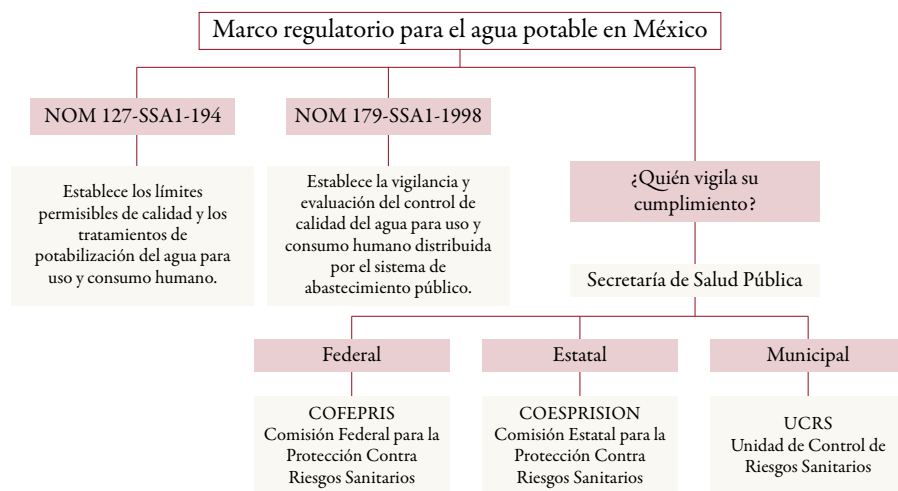 Marco regulatorio para el agua potable en México
NOM 127-SSA1-194
Establece los límites
permisibles de calidad y los
tratamientos de
potabilización del agua para
uso y consumo humano.
NOM 179-SSA1-1998
Establece la vigilancia y
evaluación del control de
calidad del agua para uso y
consumo humano distribuida
por el sistema de
abastecimiento público.
¿Quién vigila su
cumplimiento?
Secretaría de Salud Pública
Federal
COFEPRIS
Comisión Federal para la
Protección Contra
Riesgos Sanitarios
Estatal
COESPRISION
Comisión Estatal para la
Protección Contra
Riesgos Sanitarios
Municipal
UCRS
Unidad de Control de
Riesgos Sanitarios